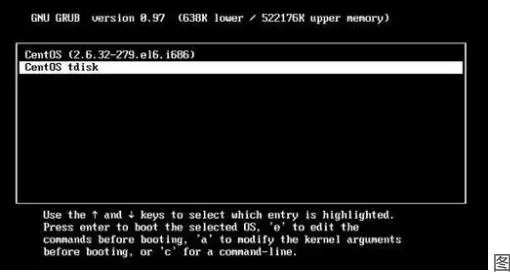 GNU GRUB version 0.97 (638K lower / 522176K upper memory)
CentOS (2.6.32-279.el6.i686)
CentOS tdisk
Use the ↑ and ↓ keys to select which entry is highlighted.
Press enter to boot the selected OS, 'e' to edit the
commands before booting, 'a' to modify the kernel arguments
before booting, or 'c' for a command-line.
图